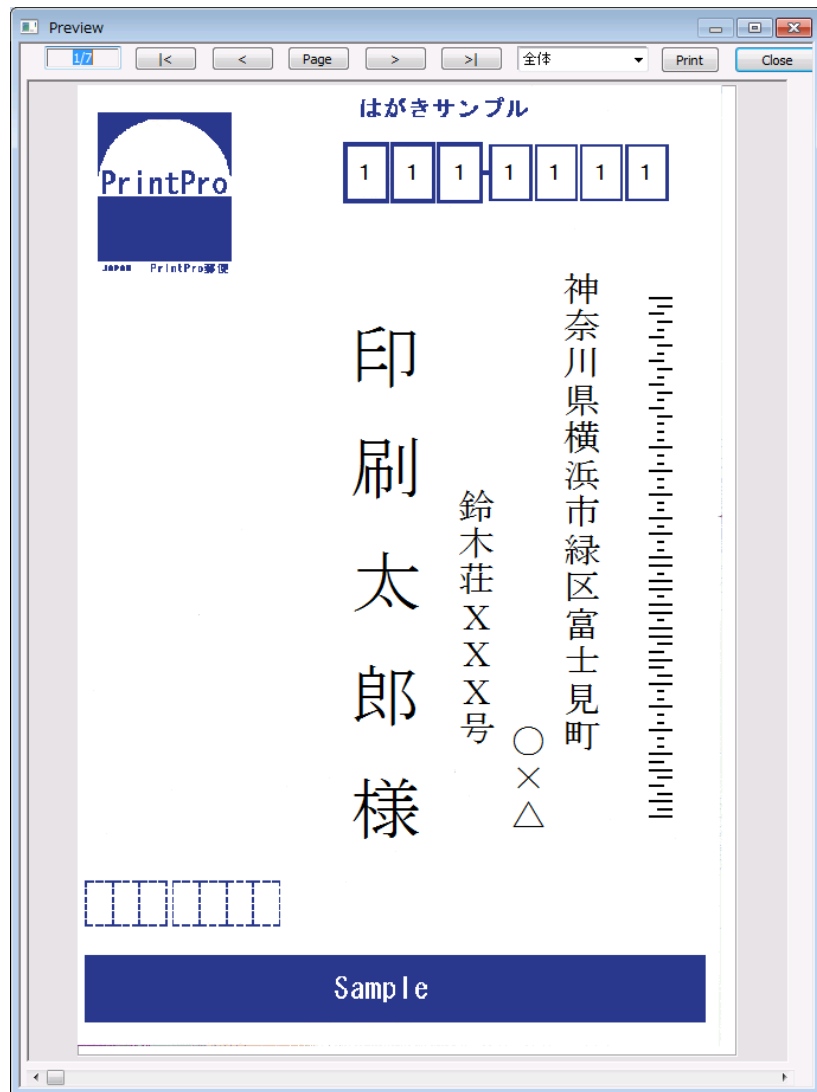 Preview
1/7 |< < Page > >| 全体 Print Close
はがきサンプル
PrintPro
JAPAN PrintPro郵便
1 1 1-1 1 1 1
神奈川県横浜市緑区富士見町
○×△
鈴木荘XXX号
印刷太郎様
Sample